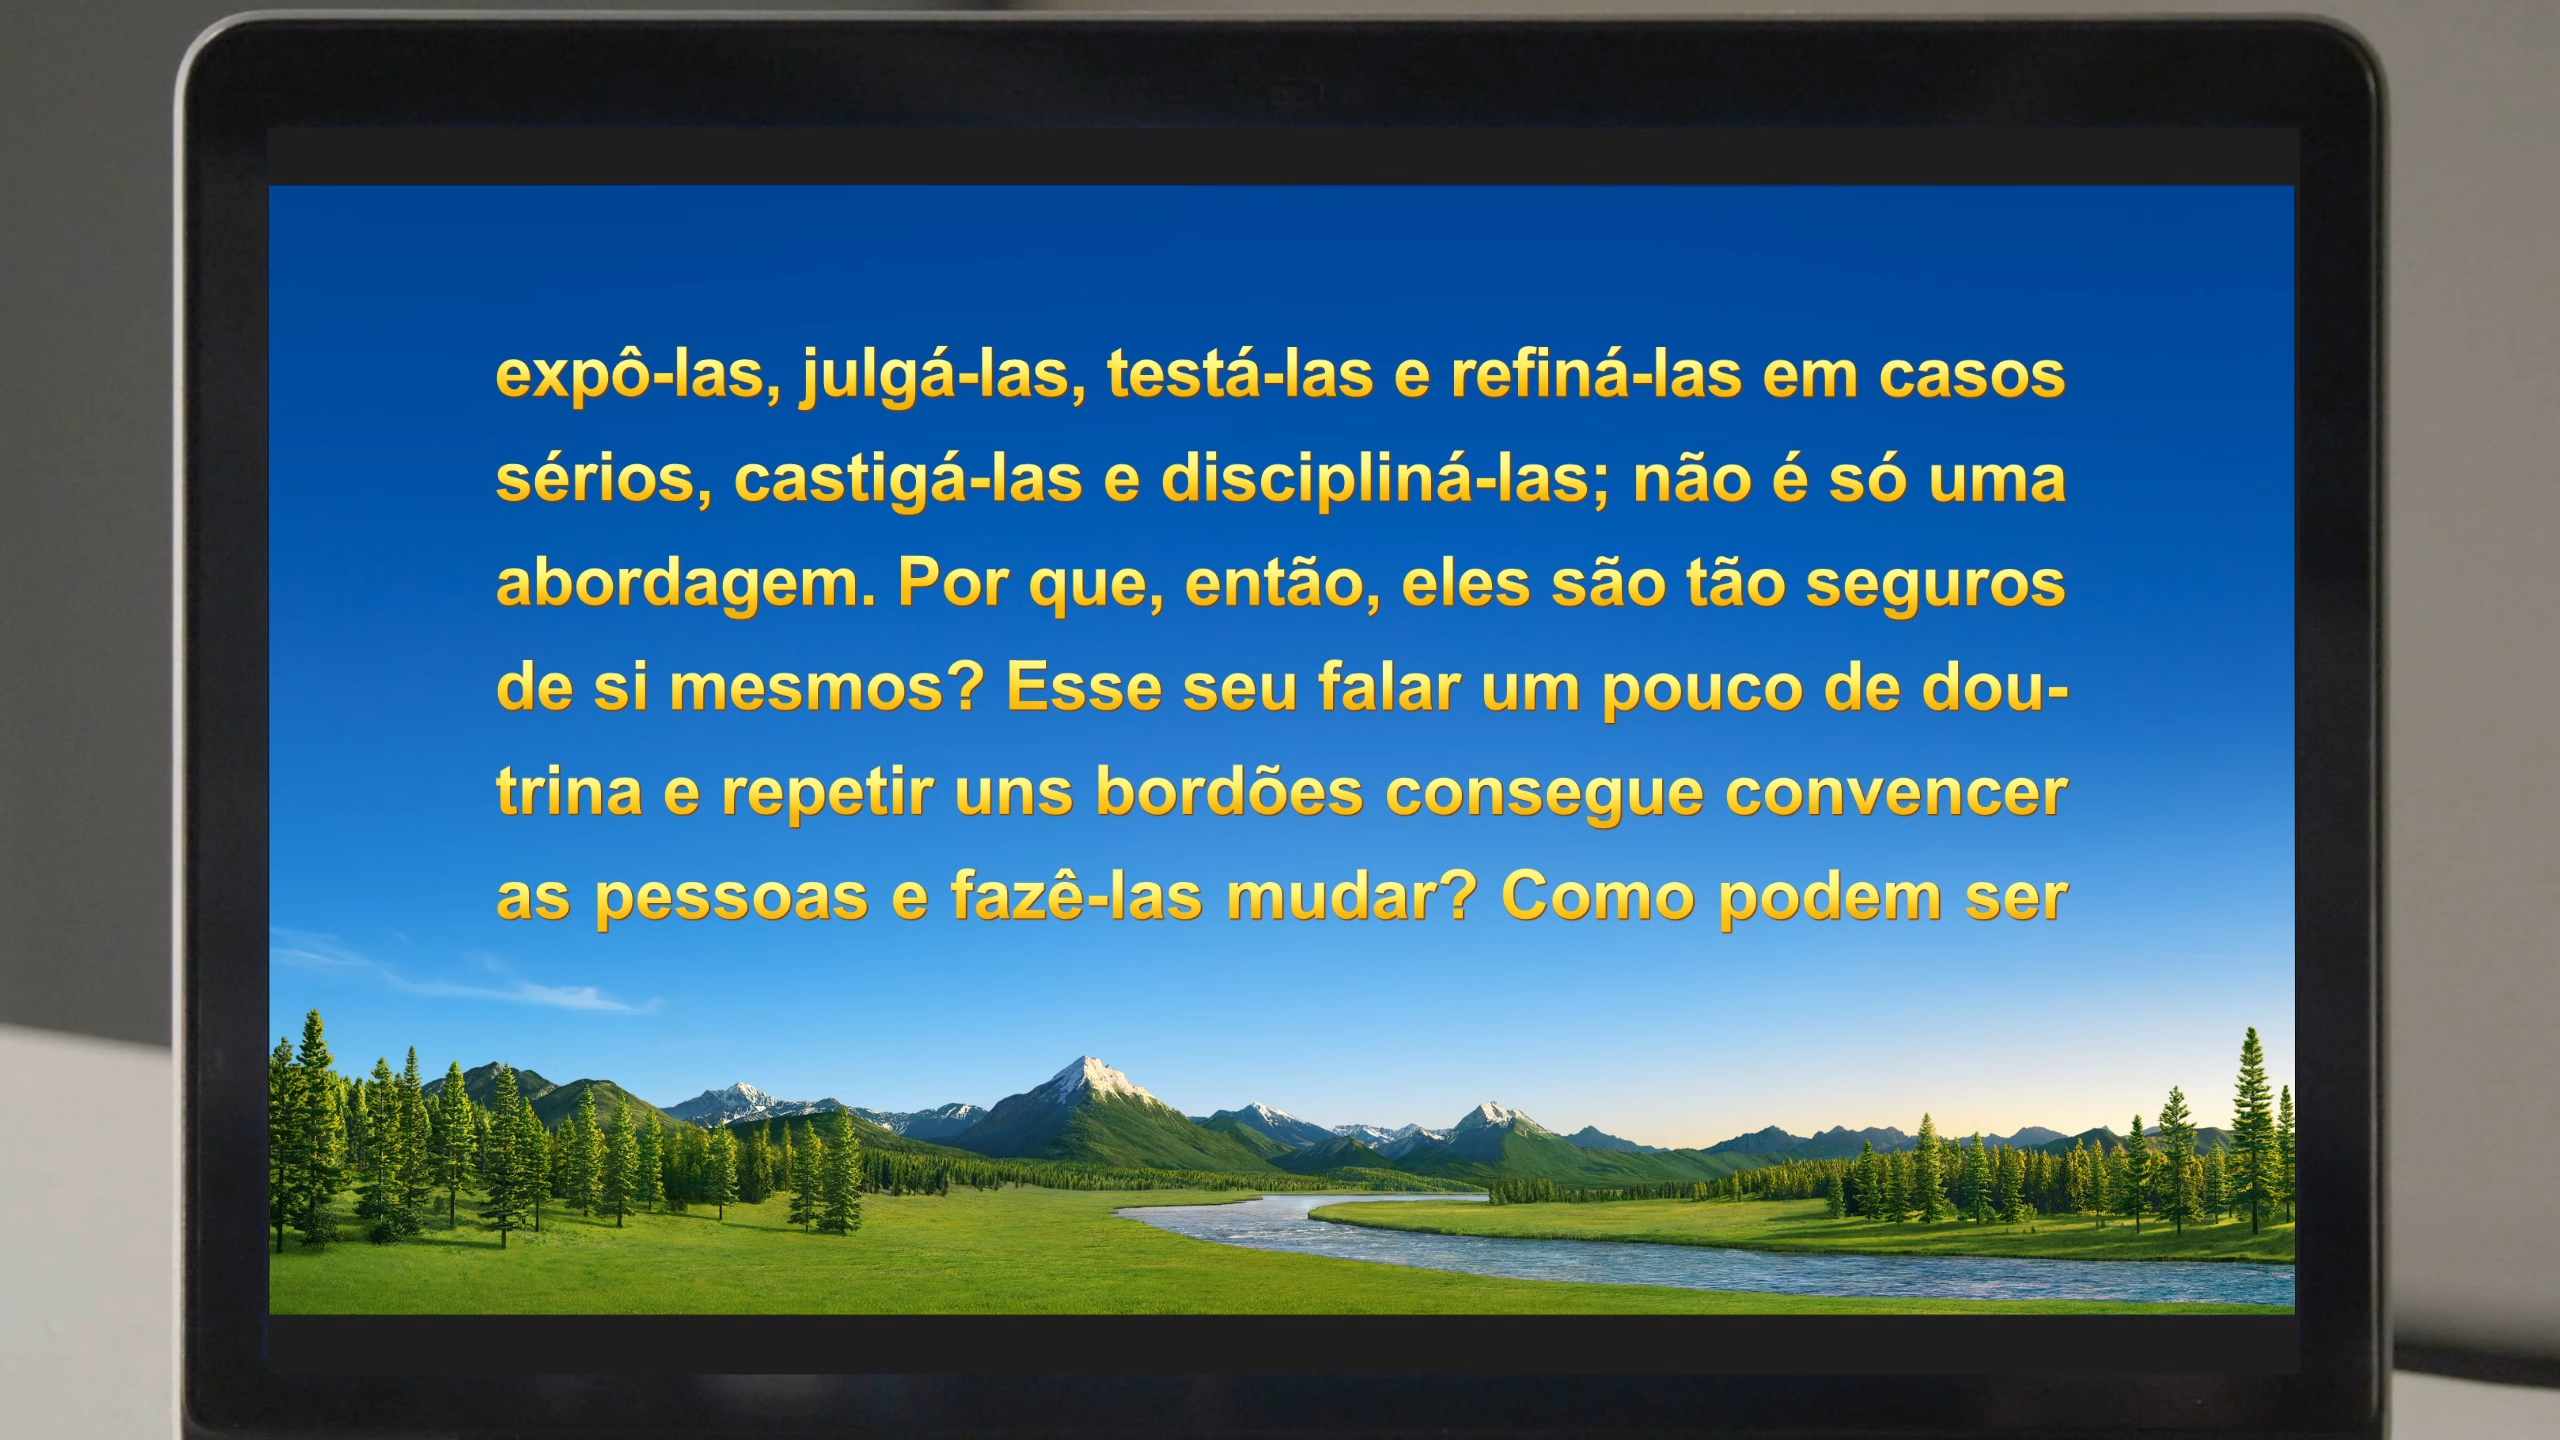 expô-las, julgá-las, testá-las e refiná-las em casos
sérios, castigá-las e discipliná-las; não é só uma
abordagem. Por que, então, eles são tão seguros
de si mesmos? Esse seu falar um pouco de dou-
trina e repetir uns bordões consegue convencer
as pessoas e fazê-las mudar? Como podem ser